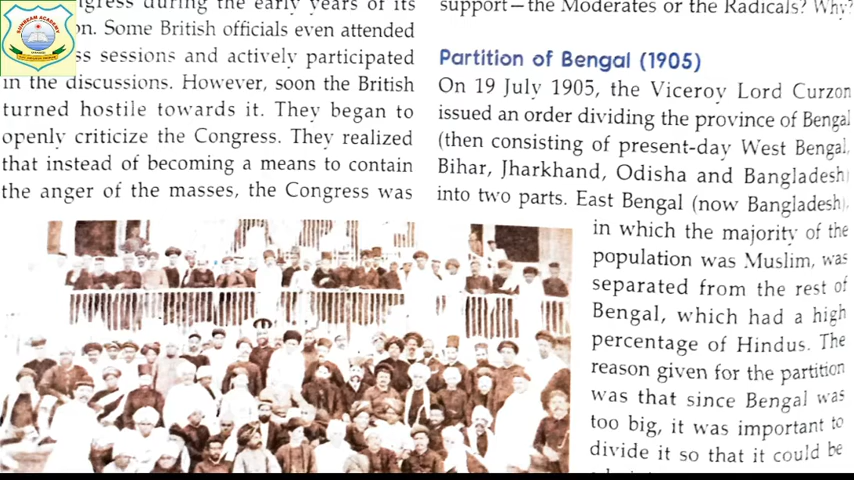 SUNBEAM ACADEMY
gress during the early years of its
on. Some British officials even attended
ss sessions and actively participated
in the discussions. However, soon the British
turned hostile towards it. They began to
openly criticize the Congress. They realized
that instead of becoming a means to contain
the anger of the masses, the Congress was
support—the Moderates or the Radicals? Why?
Partition of Bengal (1905)
On 19 July 1905, the Viceroy Lord Curzon
issued an order dividing the province of Bengal
(then consisting of present-day West Bengal,
Bihar, Jharkhand, Odisha and Bangladesh)
into two parts. East Bengal (now Bangladesh),
in which the majority of the
population was Muslim, was
separated from the rest of
Bengal, which had a high
percentage of Hindus. The
reason given for the partition
was that since Bengal was
too big, it was important to
divide it so that it could be